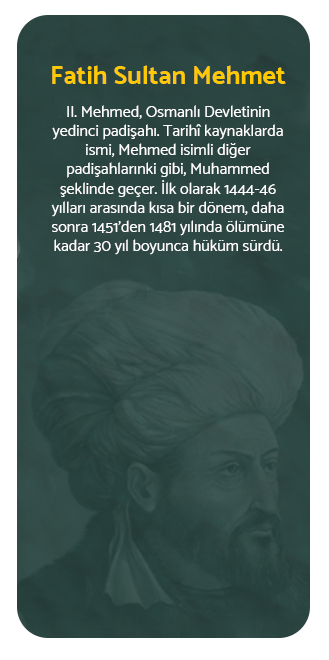 Fatih Sultan Mehmet
II. Mehmed, Osmanlı Devletinin
yedinci padişahı. Tarihî kaynaklarda
ismi, Mehmed isimli diğer
padişahlarınki gibi, Muhammed
şeklinde geçer. İlk olarak 1444-46
yılları arasında kısa bir dönem, daha
sonra 1451'den 1481 yılında ölümüne
kadar 30 yıl boyunca hüküm sürdü.